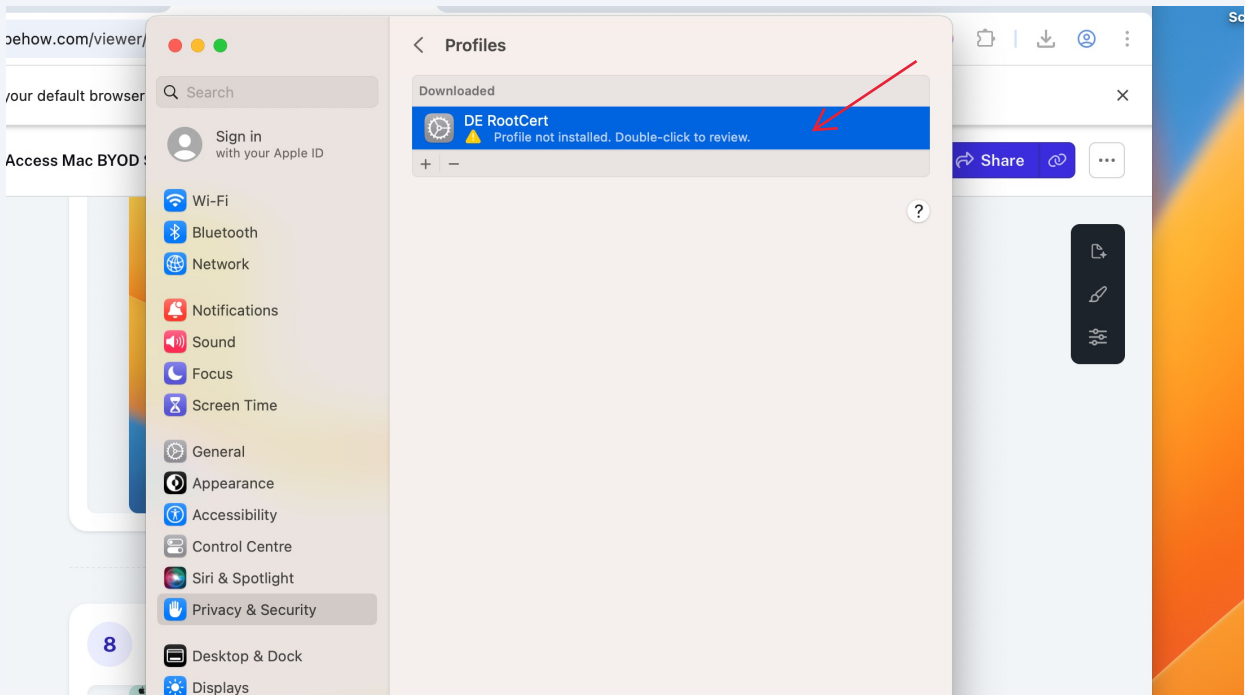 Sc
behow.com/viewer/
your default browser
Access Mac BYOD S
Share
8
Search
Sign in
with your Apple ID
Wi-Fi
Bluetooth
Network
Notifications
Sound
Focus
Screen Time
General
Appearance
Accessibility
Control Centre
Siri & Spotlight
Privacy & Security
Desktop & Dock
Displays
Profiles
Downloaded
DE RootCert
Profile not installed. Double-click to review.
+ −
?